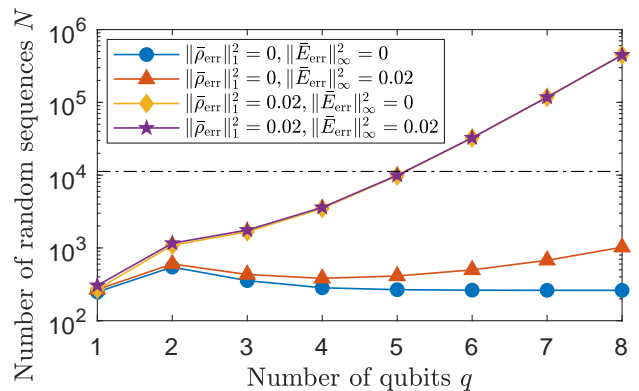 Number of random sequences N
10^6
10^5
10^4
10^3
10^2
‖ρ̄_err‖₁² = 0, ‖Ē_err‖_∞² = 0
‖ρ̄_err‖₁² = 0, ‖Ē_err‖_∞² = 0.02
‖ρ̄_err‖₁² = 0.02, ‖Ē_err‖_∞² = 0
‖ρ̄_err‖₁² = 0.02, ‖Ē_err‖_∞² = 0.02
1 2 3 4 5 6 7 8
Number of qubits q